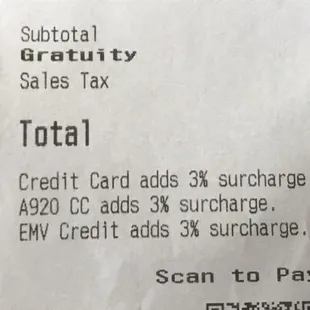 Subtotal
Gratuity
Sales Tax
Total
Credit Card adds 3% surcharge
A920 CC adds 3% surcharge.
EMV Credit adds 3% surcharge.
Scan to Pay